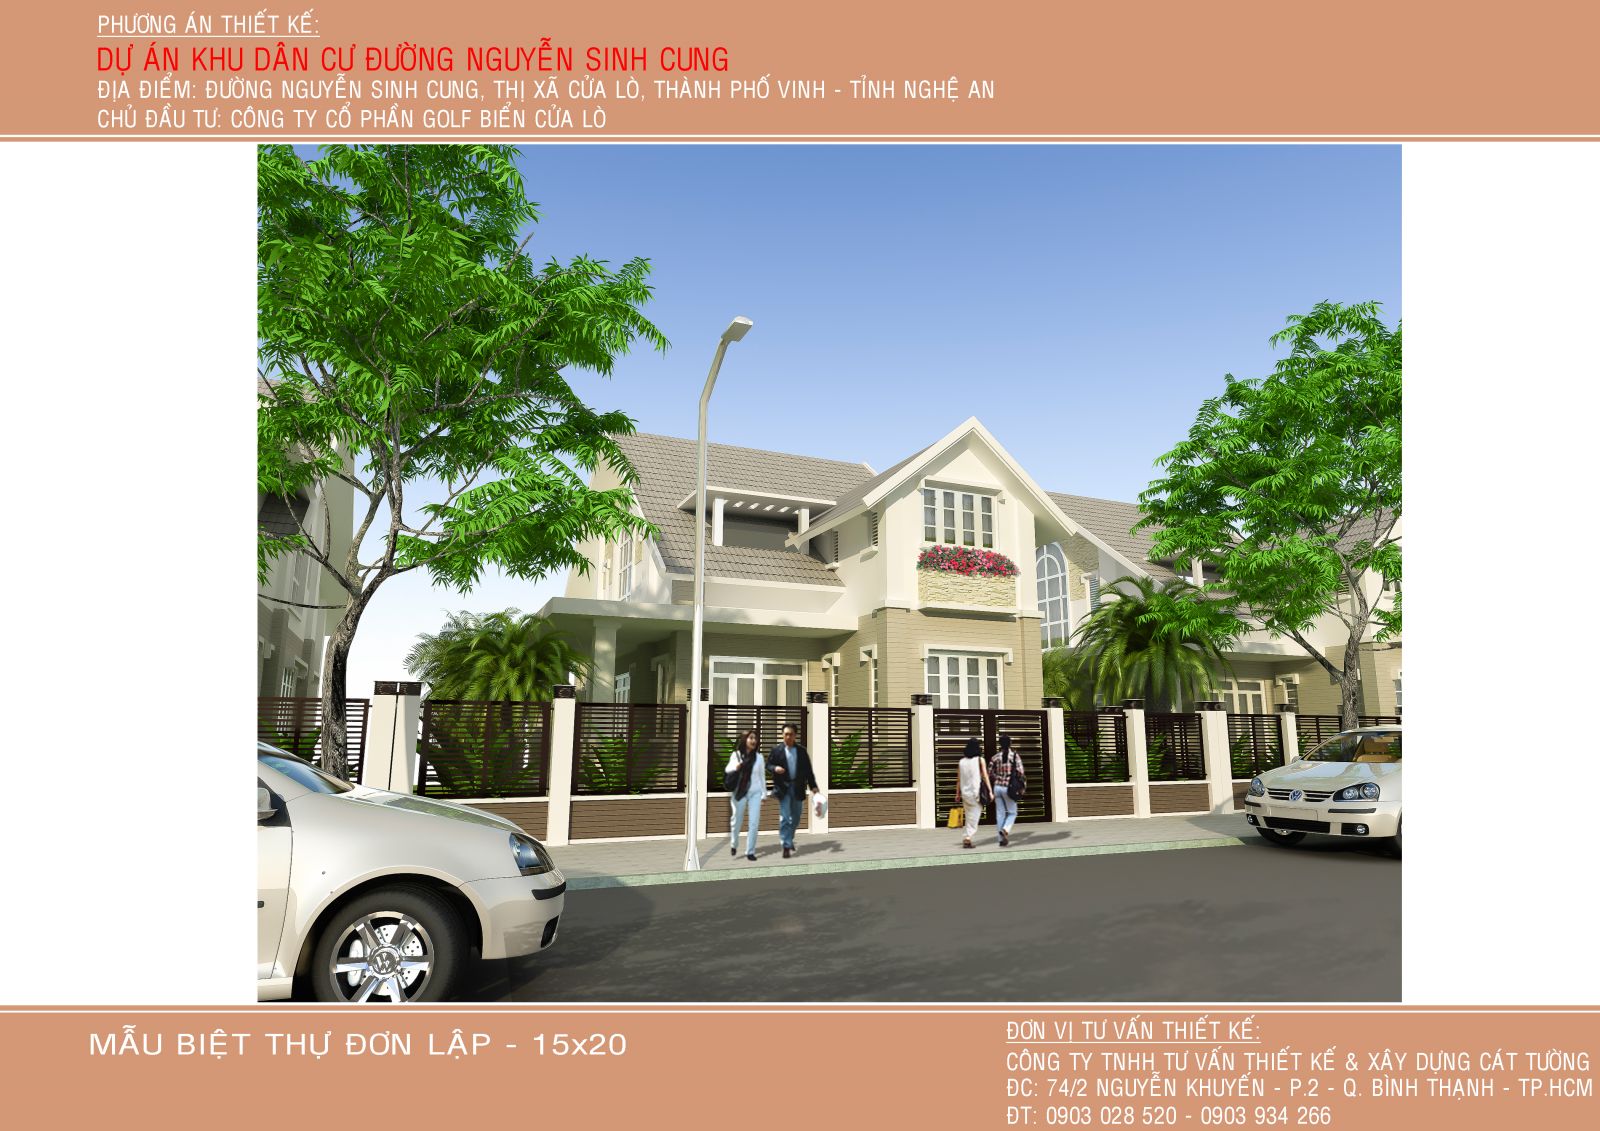 PHƯƠNG ÁN THIẾT KẾ:
DỰ ÁN KHU DÂN CƯ ĐƯỜNG NGUYỄN SINH CUNG
ĐỊA ĐIỂM: ĐƯỜNG NGUYỄN SINH CUNG, THỊ XÃ CỬA LÒ, THÀNH PHỐ VINH - TỈNH NGHỆ AN
CHỦ ĐẦU TƯ: CÔNG TY CỔ PHẦN GOLF BIỂN CỬA LÒ
MẪU BIỆT THỰ ĐƠN LẬP - 15x20
ĐƠN VỊ TƯ VẤN THIẾT KẾ:
CÔNG TY TNHH TƯ VẤN THIẾT KẾ & XÂY DỰNG CÁT TƯỜNG
ĐC: 74/2 NGUYỄN KHUYẾN - P.2 - Q. BÌNH THẠNH - TP.HCM
ĐT: 0903 028 520 - 0903 934 266